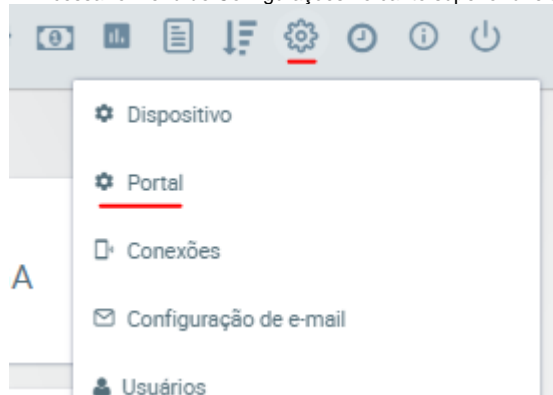 Dispositivo
Portal
Conexões
A
Configuração de e-mail
Usuários